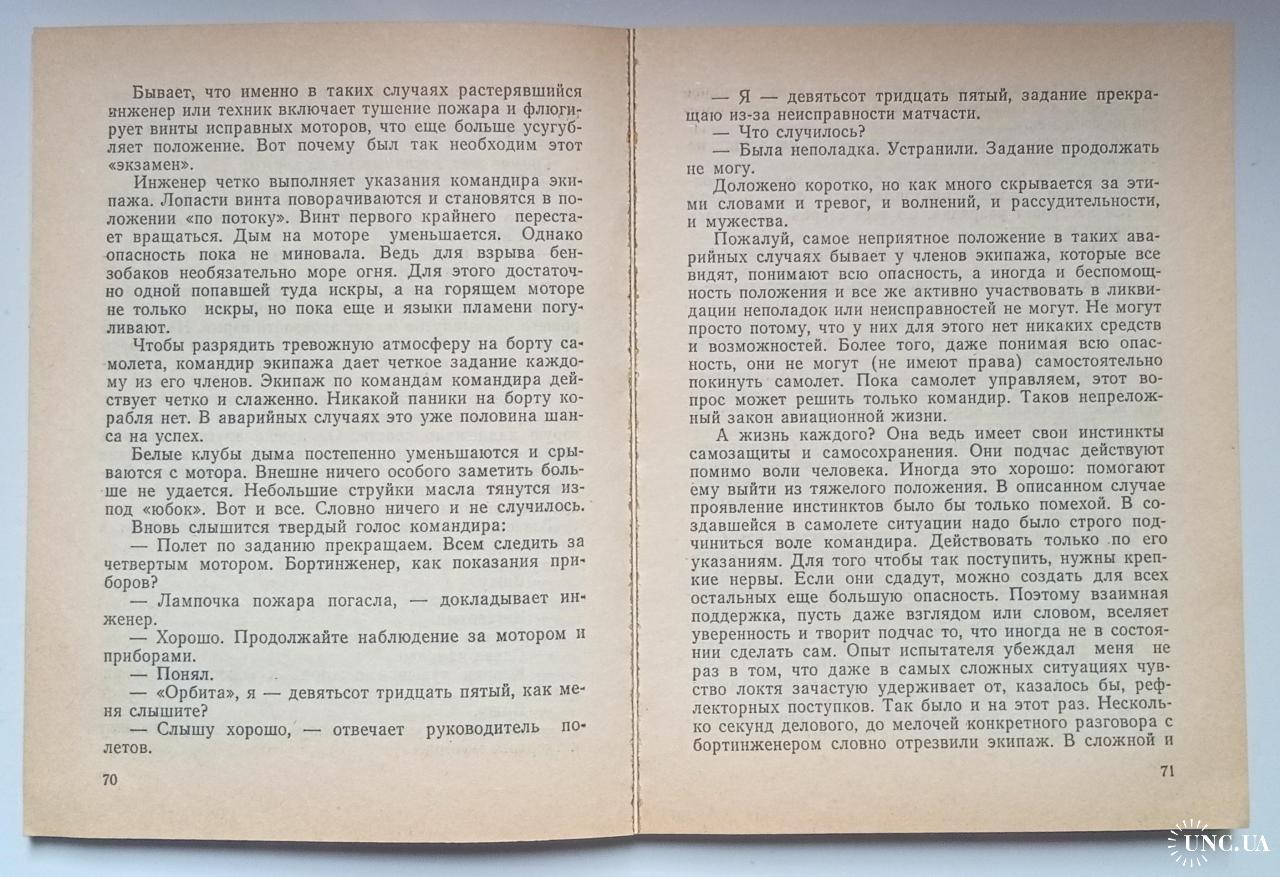 Бывает, что именно в таких случаях растерявшийся
инженер или техник включает тушение пожара и флюги-
рует винты исправных моторов, что еще больше усугуб-
ляет положение. Вот почему был так необходим этот
«экзамен».
Инженер четко выполняет указания командира эки-
пажа. Лопасти винта поворачиваются и становятся в по-
ложении «по потоку». Винт первого крайнего переста-
ет вращаться. Дым на моторе уменьшается. Однако
опасность пока не миновала. Ведь для взрыва бен-
зобаков необязательно море огня. Для этого достаточ-
но одной попавшей туда искры, а на горящем моторе
не только искры, но пока еще и языки пламени погу-
ливают.
Чтобы разрядить тревожную атмосферу на борту са-
молета, командир экипажа дает четкое задание каждо-
му из его членов. Экипаж по командам командира дей-
ствует четко и слаженно. Никакой паники на борту ко-
рабля нет. В аварийных случаях это уже половина шан-
са на успех.
Белые клубы дыма постепенно уменьшаются и сры-
ваются с мотора. Внешне ничего особого заметить боль-
ше не удается. Небольшие струйки масла тянутся из-
под «юбок». Вот и все. Словно ничего и не случилось.
Вновь слышится твердый голос командира:
— Полет по заданию прекращаем. Всем следить за
четвертым мотором. Бортинженер, как показания при-
боров?
— Лампочка пожара погасла, — докладывает ин-
женер.
— Хорошо. Продолжайте наблюдение за мотором и
приборами.
— Понял.
— «Орбита», я — девятьсот тридцать пятый, как ме-
ня слышите?
— Слышу хорошо, — отвечает руководитель по-
летов.
70
— Я — девятьсот тридцать пятый, задание прекра-
щаю из-за неисправности матчасти.
— Что случилось?
— Была неполадка. Устранили. Задание продолжать
не могу.
Доложено коротко, но как много скрывается за эти-
ми словами и тревог, и волнений, и рассудительности,
и мужества.
Пожалуй, самое неприятное положение в таких ава-
рийных случаях бывает у членов экипажа, которые все
видят, понимают всю опасность, а иногда и беспомощ-
ность положения и все же активно участвовать в ликви-
дации неполадок или неисправностей не могут. Не могут
просто потому, что у них для этого нет никаких средств
и возможностей. Более того, даже понимая всю опас-
ность, они не могут (не имеют права) самостоятельно
покинуть самолет. Пока самолет управляем, этот во-
прос может решить только командир. Таков непрелож-
ный закон авиационной жизни.
А жизнь каждого? Она ведь имеет свои инстинкты
самозащиты и самосохранения. Они подчас действуют
помимо воли человека. Иногда это хорошо: помогают
ему выйти из тяжелого положения. В описанном случае
проявление инстинктов было бы только помехой. В со-
здавшейся в самолете ситуации надо было строго под-
чиниться воле командира. Действовать только по его
указаниям. Для того чтобы так поступить, нужны креп-
кие нервы. Если они сдадут, можно создать для всех
остальных еще большую опасность. Поэтому взаимная
поддержка, пусть даже взглядом или словом, вселяет
уверенность и творит подчас то, что иногда не в состоя-
нии сделать сам. Опыт испытателя убеждал меня не
раз в том, что даже в самых сложных ситуациях чув-
ство локтя зачастую удерживает от, казалось бы, реф-
лекторных поступков. Так было и на этот раз. Несколь-
ко секунд делового, до мелочей конкретного разговора с
бортинженером словно отрезвили экипаж. В сложной и
71
UNC.UA